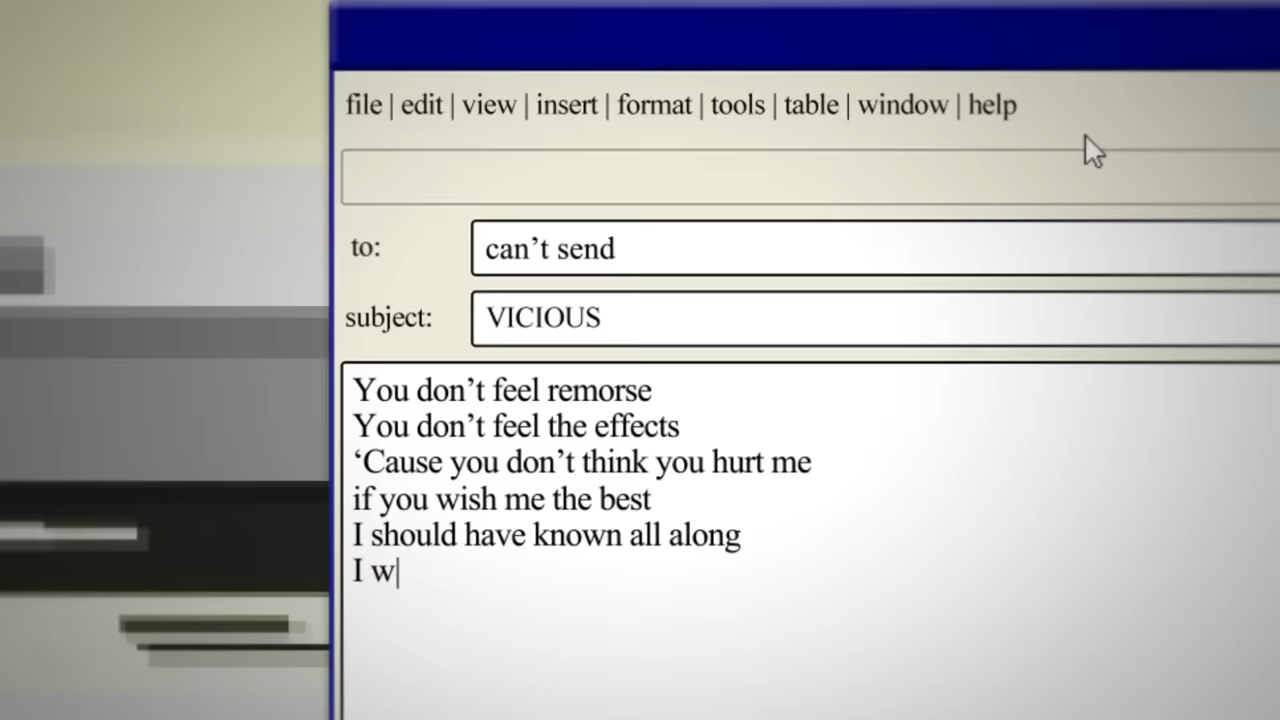 file | edit | view | insert | format | tools | table | window | help
to: can’t send
subject: VICIOUS
You don’t feel remorse
You don’t feel the effects
‘Cause you don’t think you hurt me
if you wish me the best
I should have known all along
I w